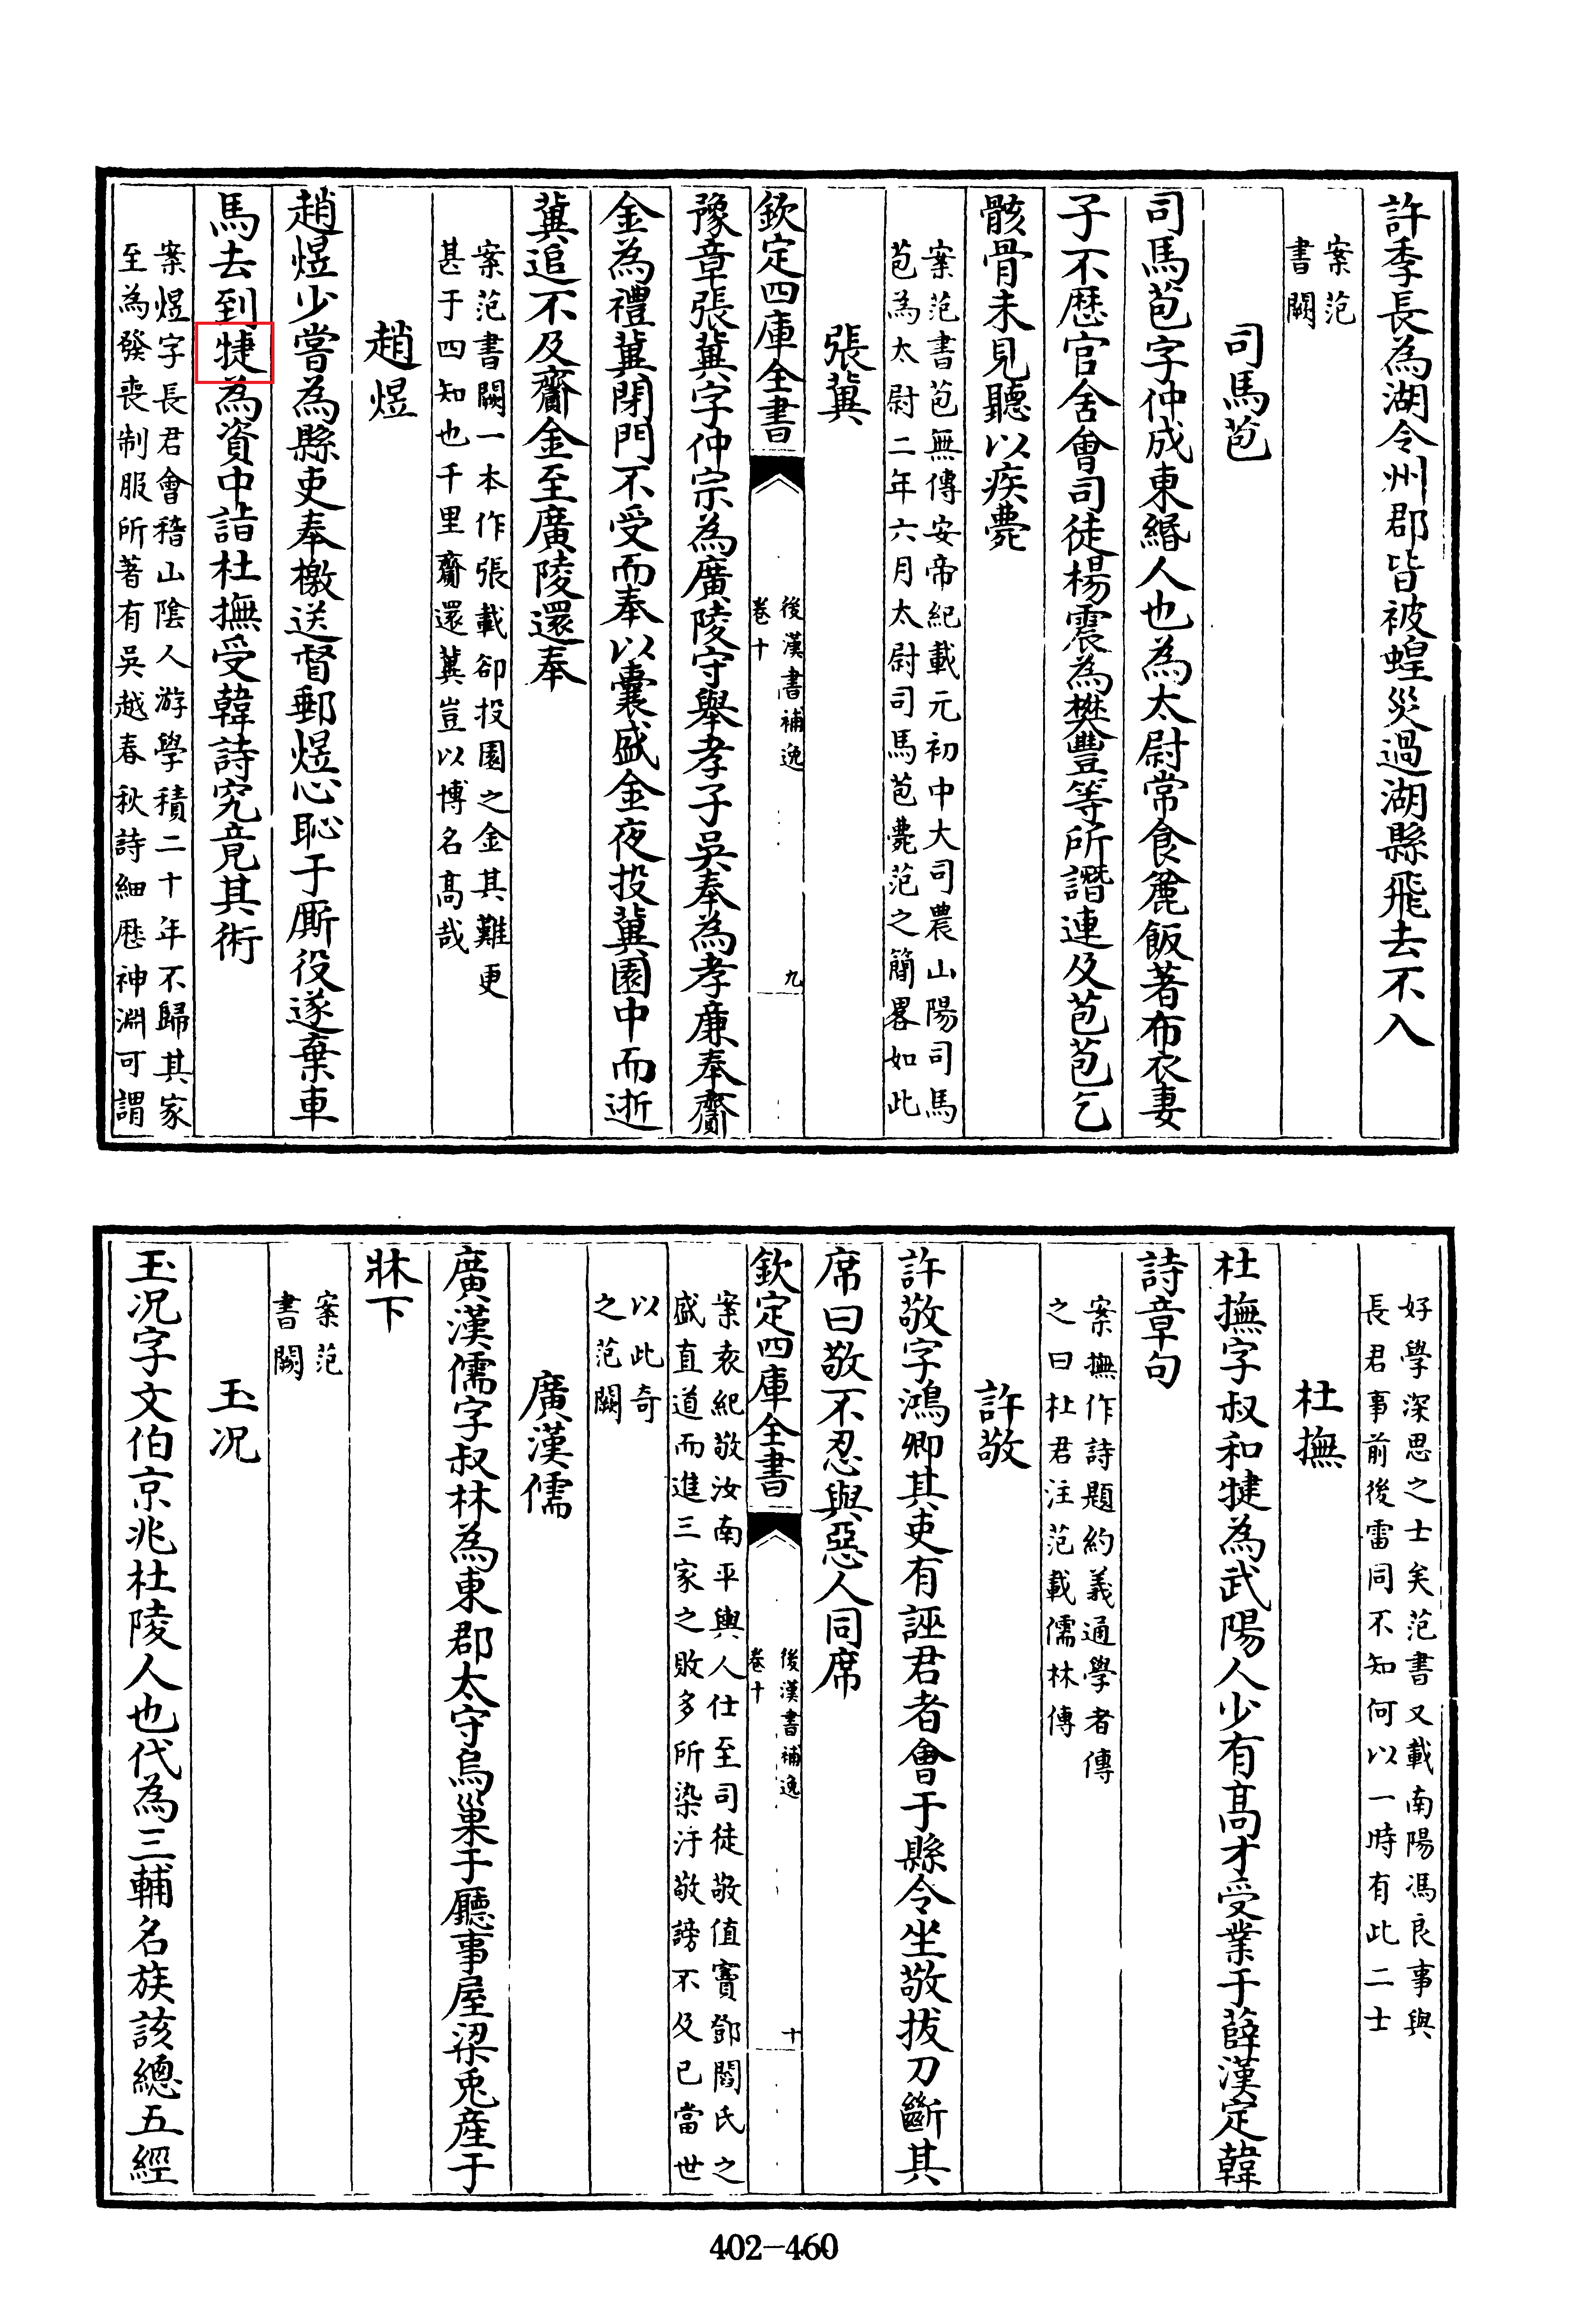 許季長為湖令州郡皆被蝗災過湖縣飛去不入
案范
書闕
司馬苞
司馬苞字仲成東緡人也為太尉常食麄飯著布衣妻
子不歴官舍會司徒楊震為樊豐等所譖連及苞苞乞
骸骨未見聽以疾薨
案范書苞無傳安帝紀載元初中大司農山陽司馬
苞為太尉二年六月太尉司馬苞薨范之簡畧如此
張冀
欽定四庫全書
後漢書補逸
卷十
九
豫章張冀字仲宗為廣陵守舉孝子吳奉為孝廉奉齎
金為禮冀閉門不受而奉以囊盛金夜投冀園中而逝
冀追不及齎金至廣陵還奉
案范書闕一本作張載卻投園之金其難更
甚于四知也千里齎還冀豈以博名髙哉
趙煜
趙煜少嘗為縣吏奉檄送督郵煜心恥于厮役遂棄車
馬去到犍為資中詣杜撫受韓詩究竟其術
案煜字長君會稽山陰人游學積二十年不歸其家
至為發喪制服所著有吳越春秋詩細歴神淵可謂
好學深思之士矣范書又載南陽馮良事與
長君事前後雷同不知何以一時有此二士
杜撫
杜撫字叔和犍為武陽人少有髙才受業于薛漢定韓
詩章句
案撫作詩題約義通學者傳
之曰杜君注范載儒林傳
許敬
許敬字鴻卿其吏有誣君者會于縣令坐敬拔刀斷其
席曰敬不忍與惡人同席
欽定四庫全書
後漢書補逸
卷十
十
案袁紀敬汝南平輿人仕至司徒敬值竇鄧閻氏之
盛直道而進三家之敗多所染汙敬謗不及已當世
以此奇
之范闕
廣漢儒
廣漢儒字叔林為東郡太守烏巢于廳事屋梁兎産于
牀下
案范
書闕
玉况
玉况字文伯京兆杜陵人也代為三輔名族該總五經
402-460